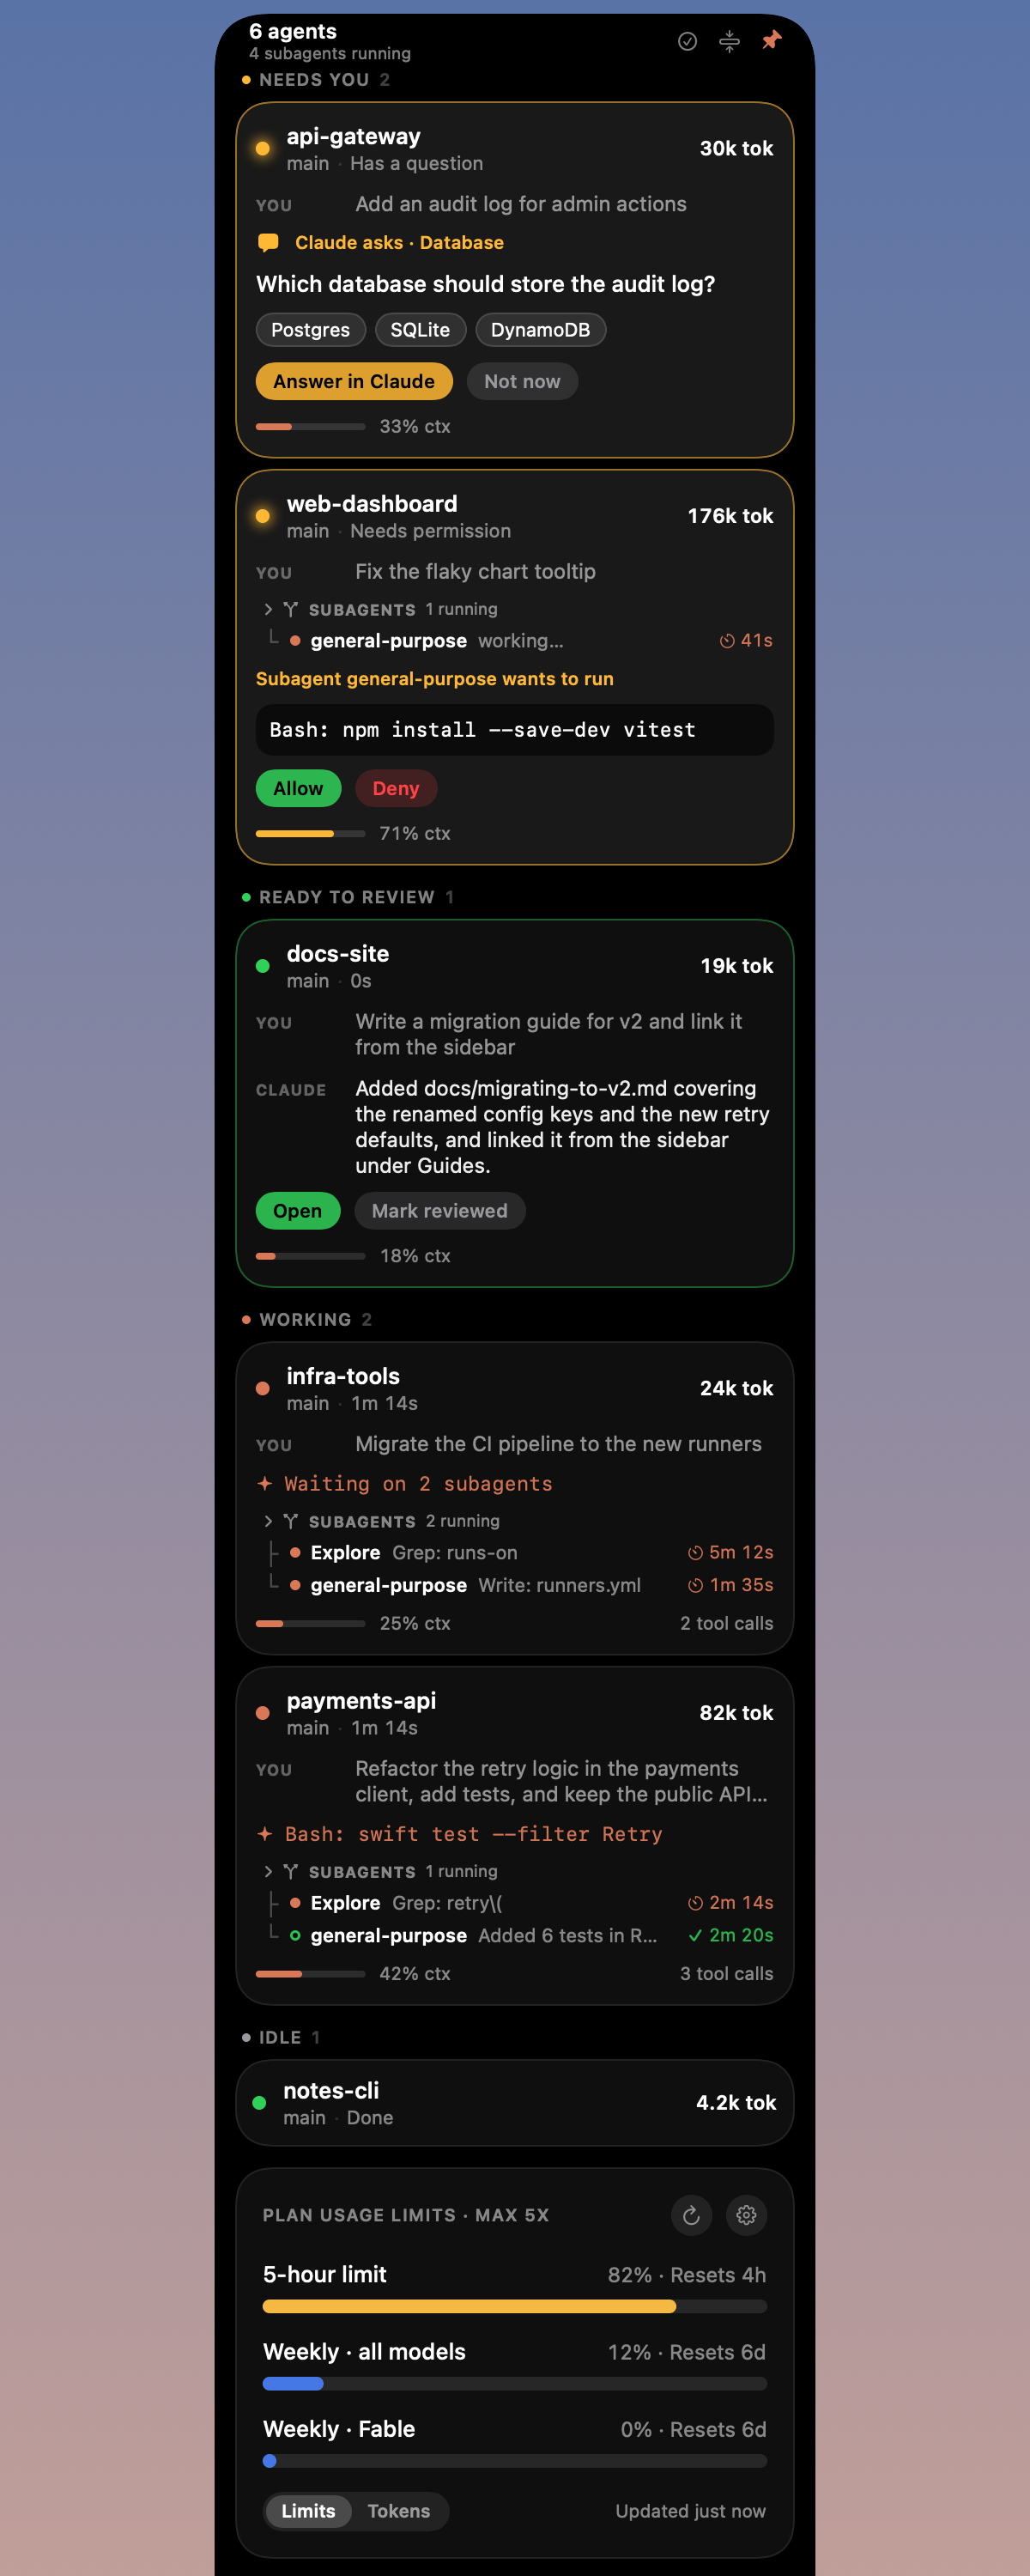 6 agents
4 subagents running
NEEDS YOU 2
api-gateway
main · Has a question
30k tok
YOU Add an audit log for admin actions
Claude asks · Database
Which database should store the audit log?
Postgres SQLite DynamoDB
Answer in Claude Not now
33% ctx
web-dashboard
main · Needs permission
176k tok
YOU Fix the flaky chart tooltip
SUBAGENTS 1 running
general-purpose working... 41s
Subagent general-purpose wants to run
Bash: npm install --save-dev vitest
Allow Deny
71% ctx
READY TO REVIEW 1
docs-site
main · 0s
19k tok
YOU Write a migration guide for v2 and link it
from the sidebar
CLAUDE Added docs/migrating-to-v2.md covering
the renamed config keys and the new retry
defaults, and linked it from the sidebar
under Guides.
Open Mark reviewed
18% ctx
WORKING 2
infra-tools
main · 1m 14s
24k tok
YOU Migrate the CI pipeline to the new runners
Waiting on 2 subagents
SUBAGENTS 2 running
Explore Grep: runs-on 5m 12s
general-purpose Write: runners.yml 1m 35s
25% ctx 2 tool calls
payments-api
main · 1m 14s
82k tok
YOU Refactor the retry logic in the payments
client, add tests, and keep the public API...
Bash: swift test --filter Retry
SUBAGENTS 1 running
Explore Grep: retry\( 2m 14s
general-purpose Added 6 tests in R... 2m 20s
42% ctx 3 tool calls
IDLE 1
notes-cli
main · Done
4.2k tok
PLAN USAGE LIMITS · MAX 5X
5-hour limit 82% · Resets 4h
Weekly · all models 12% · Resets 6d
Weekly · Fable 0% · Resets 6d
Limits Tokens Updated just now